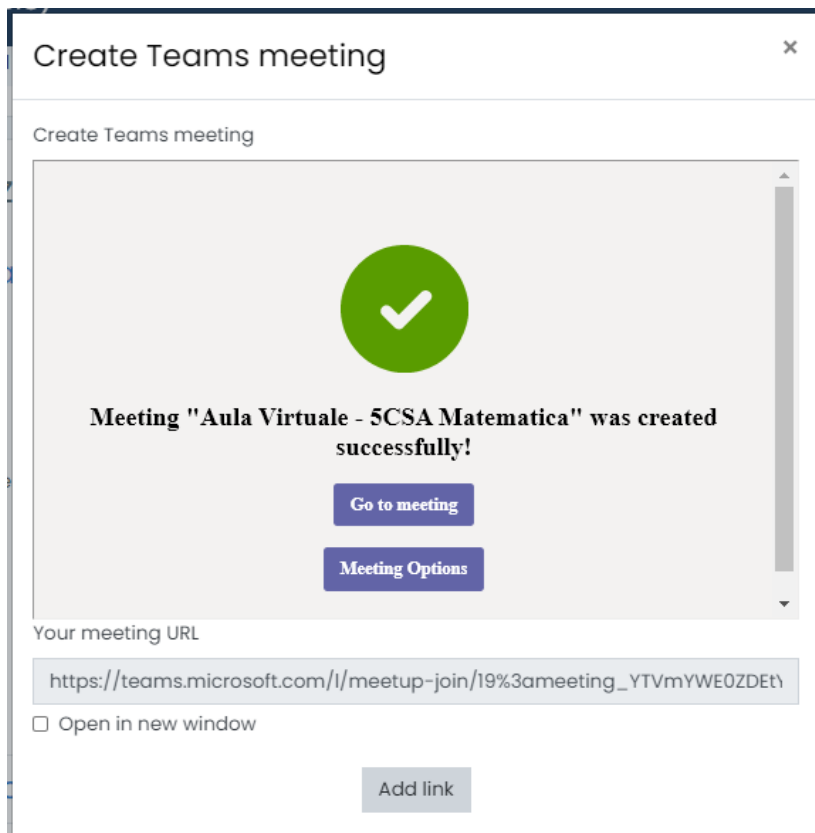 Create Teams meeting
×
Create Teams meeting
Meeting "Aula Virtuale - 5CSA Matematica" was created
successfully!
Go to meeting
Meeting Options
Your meeting URL
https://teams.microsoft.com/l/meetup-join/19%3ameeting_YTVmYWE0ZDEt
Open in new window
Add link